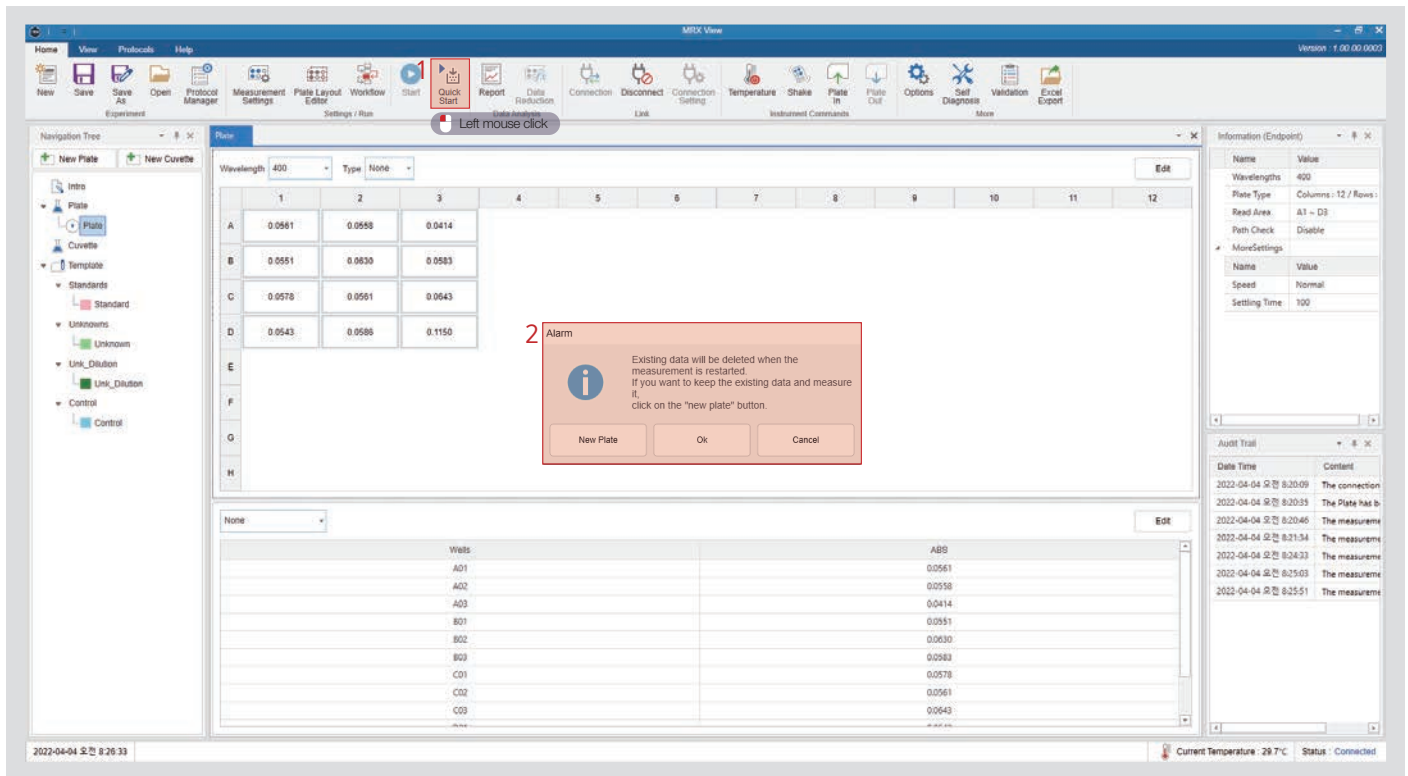 MRX View
Home View Protocols Help
Version : 1.00.00.0003
New Save Save As Open Protocol Manager Measurement Settings Plate Layout Editor Workflow Start 1 Quick Start Report Data Reduction Connection Disconnect Connection Setting Temperature Shake Plate In Plate Out Options Self Diagnosis Validation Excel Export
Experiment Settings / Run Data Analysis Link Instrument Commands More
Left mouse click
Navigation Tree
New Plate New Cuvette
Intro
Plate
Plate
Cuvette
Template
Standards
Standard
Unknowns
Unknown
Unk_Dilution
Unk_Dilution
Control
Control
Plate
Wavelength 400 Type None Edit
1 2 3 4 5 6 7 8 9 10 11 12
A 0.0561 0.0558 0.0414
B 0.0551 0.0630 0.0583
C 0.0578 0.0561 0.0643
D 0.0543 0.0586 0.1150
E
F
G
H
2 Alarm
Existing data will be deleted when the
measurement is restarted.
If you want to keep the existing data and measure
it,
click on the "new plate" button.
New Plate Ok Cancel
None Edit
Wells ABS
A01 0.0561
A02 0.0558
A03 0.0414
B01 0.0551
B02 0.0630
B03 0.0583
C01 0.0578
C02 0.0561
C03 0.0643
Information (Endpoint)
Name Value
Wavelengths 400
Plate Type Columns : 12 / Rows :
Read Area A1 ~ D3
Path Check Disable
MoreSettings
Name Value
Speed Normal
Settling Time 100
Audit Trail
Date Time Content
2022-04-04 오전 8:20:09 The connection
2022-04-04 오전 8:20:35 The Plate has b
2022-04-04 오전 8:20:46 The measureme
2022-04-04 오전 8:21:34 The measureme
2022-04-04 오전 8:24:33 The measureme
2022-04-04 오전 8:25:03 The measureme
2022-04-04 오전 8:25:51 The measureme
2022-04-04 오전 8:26:33
Current Temperature : 29.7°C Status : Connected